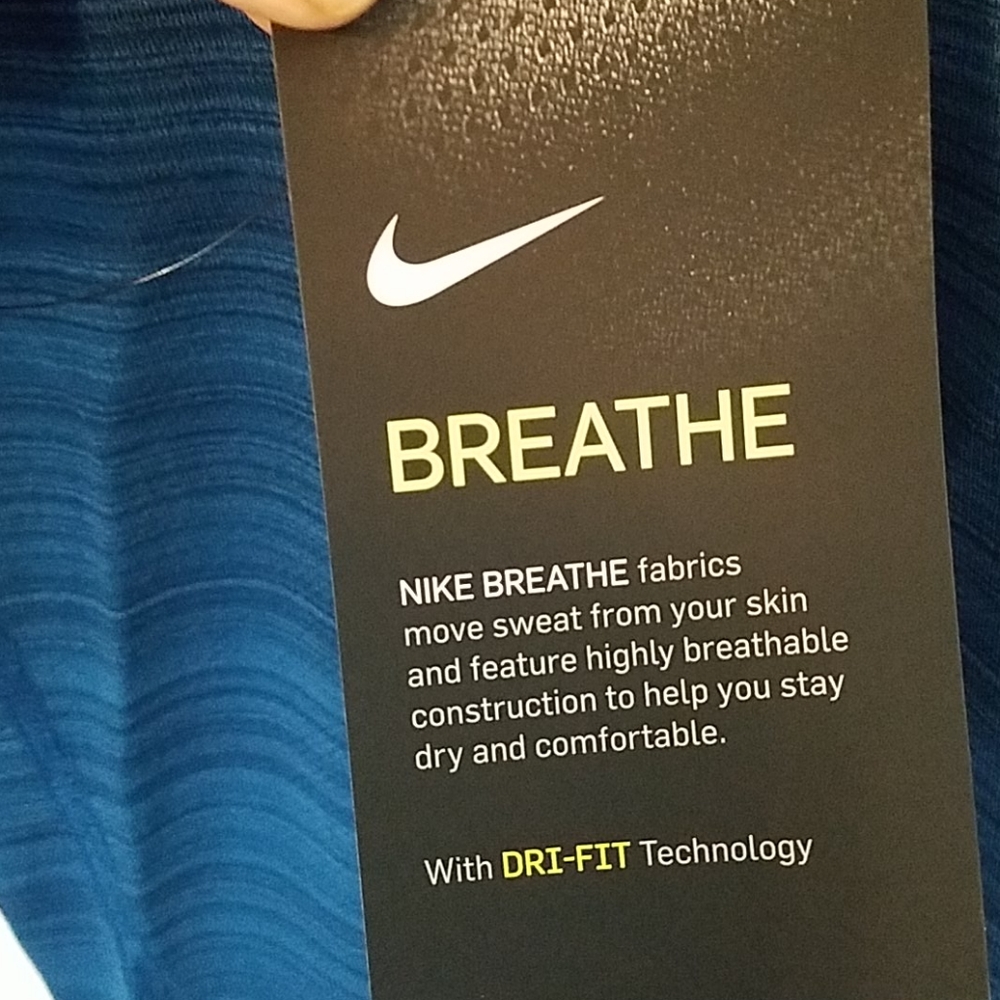 BREATHE
NIKE BREATHE fabrics
move sweat from your skin
and feature highly breathable
construction to help you stay
dry and comfortable.
With DRI-FIT Technology